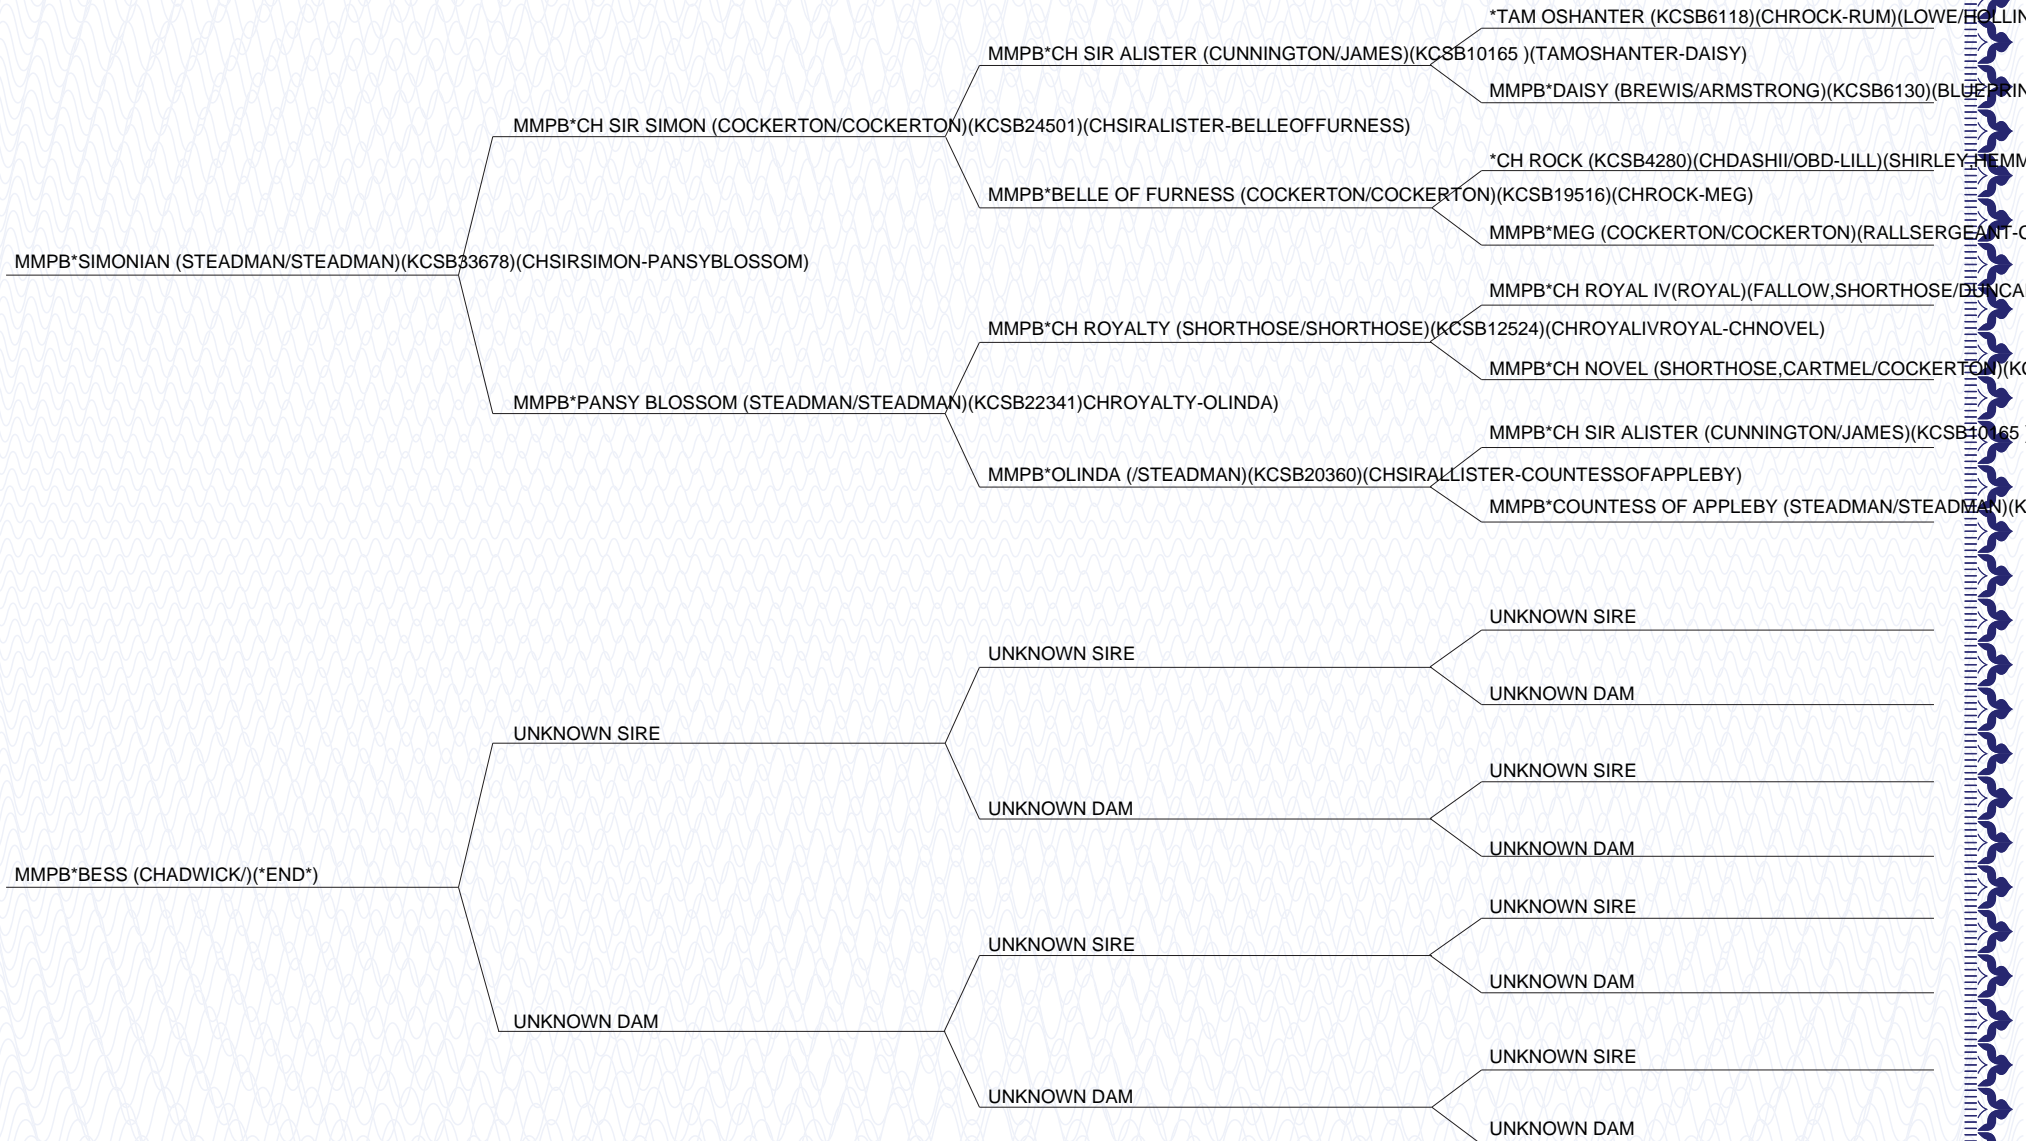 *TAM OSHANTER (KCSB6118)(CHROCK-RUM)(LOWE/HOLLIN
MMPB*CH SIR ALISTER (CUNNINGTON/JAMES)(KCSB10165 )(TAMOSHANTER-DAISY)
MMPB*DAISY (BREWIS/ARMSTRONG)(KCSB6130)(BLUEPRIN
MMPB*CH SIR SIMON (COCKERTON/COCKERTON)(KCSB24501)(CHSIRALISTER-BELLEOFFURNESS)
*CH ROCK (KCSB4280)(CHDASHII/OBD-LILL)(SHIRLEY,HEMM
MMPB*BELLE OF FURNESS (COCKERTON/COCKERTON)(KCSB19516)(CHROCK-MEG)
MMPB*MEG (COCKERTON/COCKERTON)(RALLSERGEANT-C
MMPB*SIMONIAN (STEADMAN/STEADMAN)(KCSB33678)(CHSIRSIMON-PANSYBLOSSOM)
MMPB*CH ROYAL IV(ROYAL)(FALLOW,SHORTHOSE/DUNCA
MMPB*CH ROYALTY (SHORTHOSE/SHORTHOSE)(KCSB12524)(CHROYALIVROYAL-CHNOVEL)
MMPB*CH NOVEL (SHORTHOSE,CARTMEL/COCKERTON)(KC
MMPB*PANSY BLOSSOM (STEADMAN/STEADMAN)(KCSB22341)CHROYALTY-OLINDA)
MMPB*CH SIR ALISTER (CUNNINGTON/JAMES)(KCSB10165
MMPB*OLINDA (/STEADMAN)(KCSB20360)(CHSIRALLISTER-COUNTESSOFAPPLEBY)
MMPB*COUNTESS OF APPLEBY (STEADMAN/STEADMAN)(K
UNKNOWN SIRE
UNKNOWN SIRE
UNKNOWN DAM
UNKNOWN SIRE
UNKNOWN SIRE
UNKNOWN DAM
UNKNOWN DAM
MMPB*BESS (CHADWICK/)(*END*)
UNKNOWN SIRE
UNKNOWN SIRE
UNKNOWN DAM
UNKNOWN DAM
UNKNOWN SIRE
UNKNOWN DAM
UNKNOWN DAM